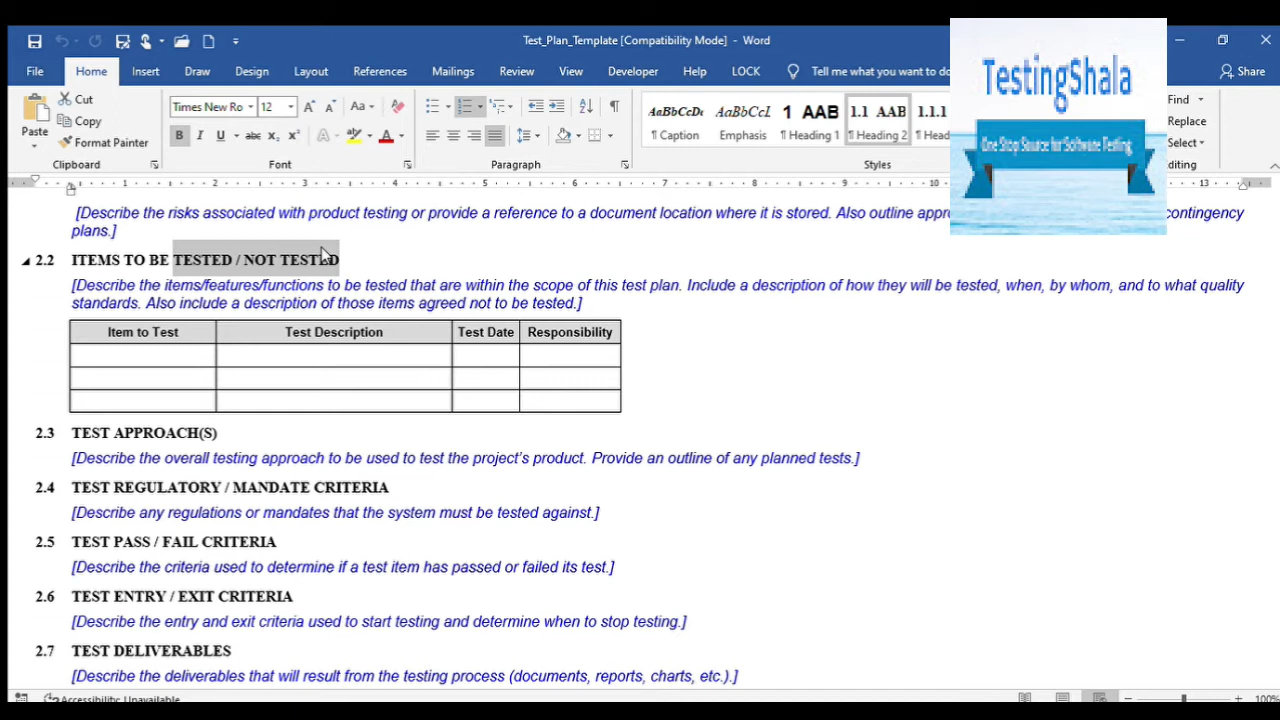 Test_Plan_Template [Compatibility Mode] - Word
File Home Insert Draw Design Layout References Mailings Review View Developer Help LOCK Tell me what you want to do Share
TestingShala
One Stop Source for Software Testing
Paste
Cut
Copy
Format Painter
Clipboard
Times New Ro 12
Font
Paragraph
AaBbCcDc AaBbCcL 1 AAB 1.1 AAB 1.1.1
¶ Caption Emphasis ¶ Heading 1 ¶ Heading 2
Styles
Find
Replace
Select
diting
1 2 3 4 5 6 7 8 9 10 13
[Describe the risks associated with product testing or provide a reference to a document location where it is stored. Also outline appr contingency
plans.]
2.2 ITEMS TO BE TESTED / NOT TESTED
[Describe the items/features/functions to be tested that are within the scope of this test plan. Include a description of how they will be tested, when, by whom, and to what quality
standards. Also include a description of those items agreed not to be tested.]
Item to Test Test Description Test Date Responsibility
2.3 TEST APPROACH(S)
[Describe the overall testing approach to be used to test the project's product. Provide an outline of any planned tests.]
2.4 TEST REGULATORY / MANDATE CRITERIA
[Describe any regulations or mandates that the system must be tested against.]
2.5 TEST PASS / FAIL CRITERIA
[Describe the criteria used to determine if a test item has passed or failed its test.]
2.6 TEST ENTRY / EXIT CRITERIA
[Describe the entry and exit criteria used to start testing and determine when to stop testing.]
2.7 TEST DELIVERABLES
[Describe the deliverables that will result from the testing process (documents, reports, charts, etc.).]
Accessibility: Unavailable
100%